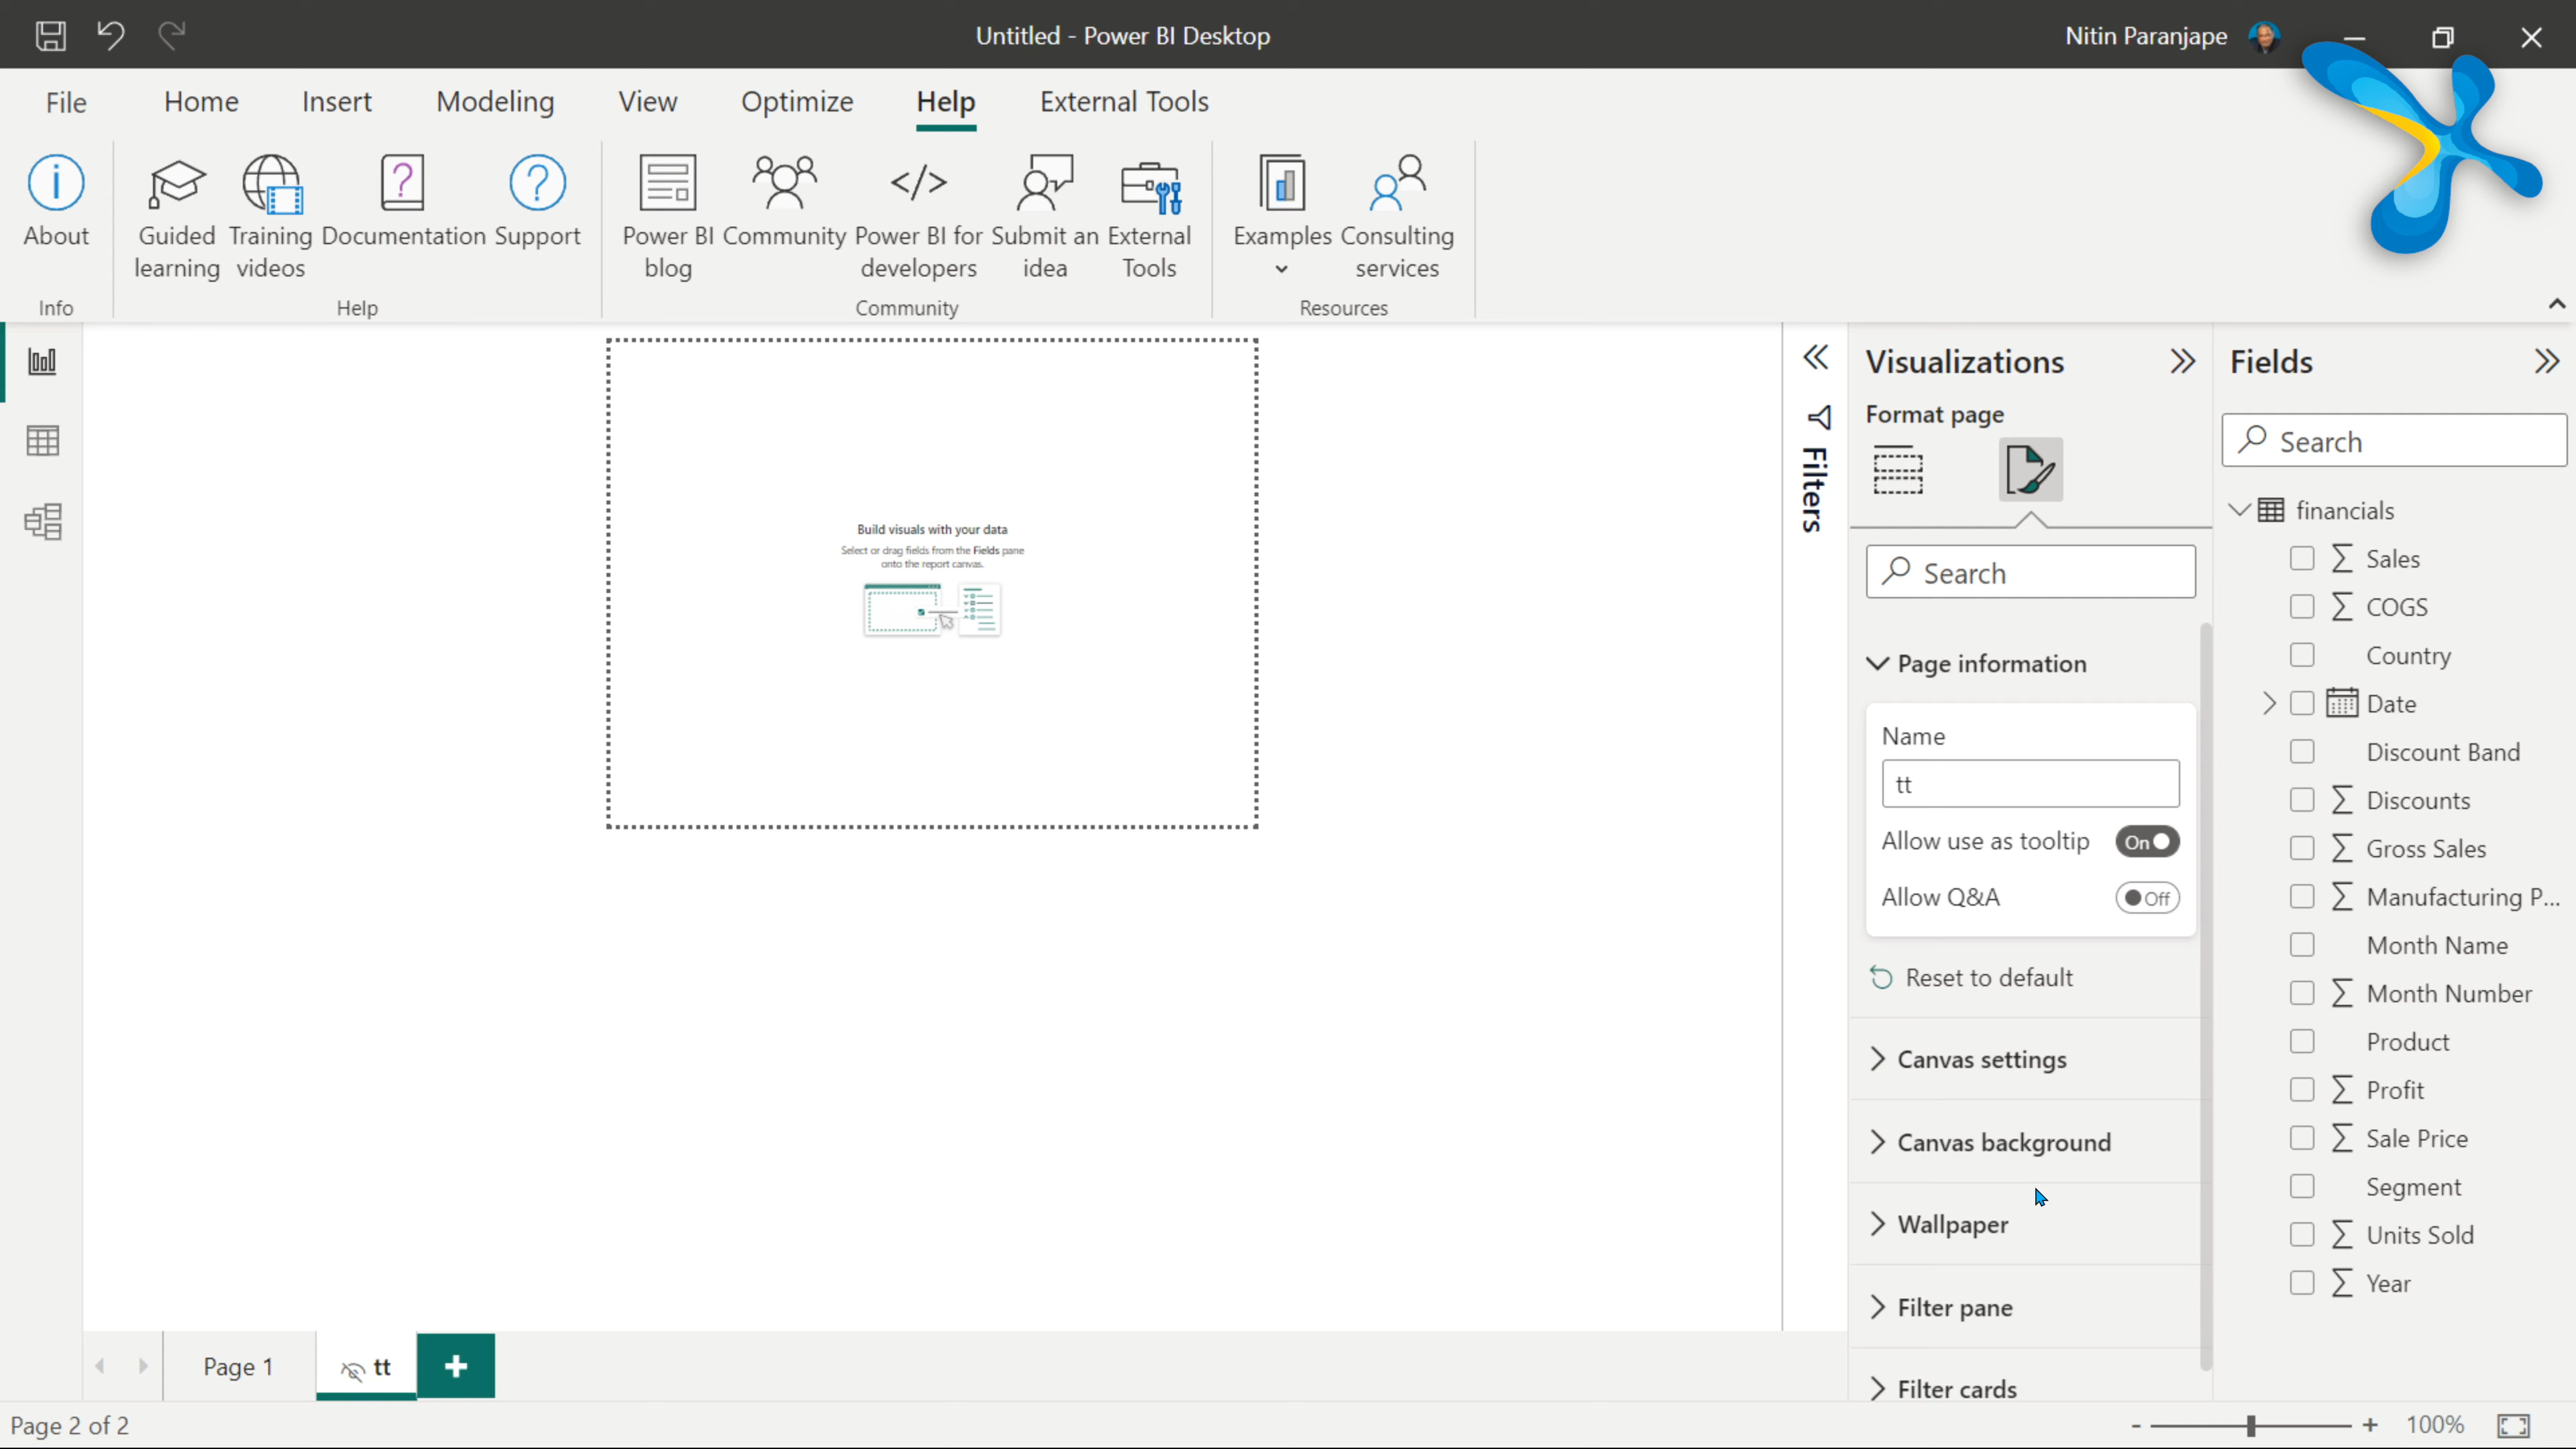 Untitled - Power BI Desktop
Nitin Paranjape
File
Home
Insert
Modeling
View
Optimize
Help
External Tools
About
Guided learning
Training videos
Documentation
Support
Power BI blog
Community
Power BI for developers
Submit an idea
External Tools
Examples
Consulting services
Info
Help
Community
Resources
Build visuals with your data
Select or drag fields from the Fields pane
onto the report canvas.
Filters
Visualizations
Format page
Search
Page information
Name
tt
Allow use as tooltip
On
Allow Q&A
Off
Reset to default
Canvas settings
Canvas background
Wallpaper
Filter pane
Filter cards
Fields
Search
financials
Sales
COGS
Country
Date
Discount Band
Discounts
Gross Sales
Manufacturing P...
Month Name
Month Number
Product
Profit
Sale Price
Segment
Units Sold
Year
Page 1
tt
Page 2 of 2
100%